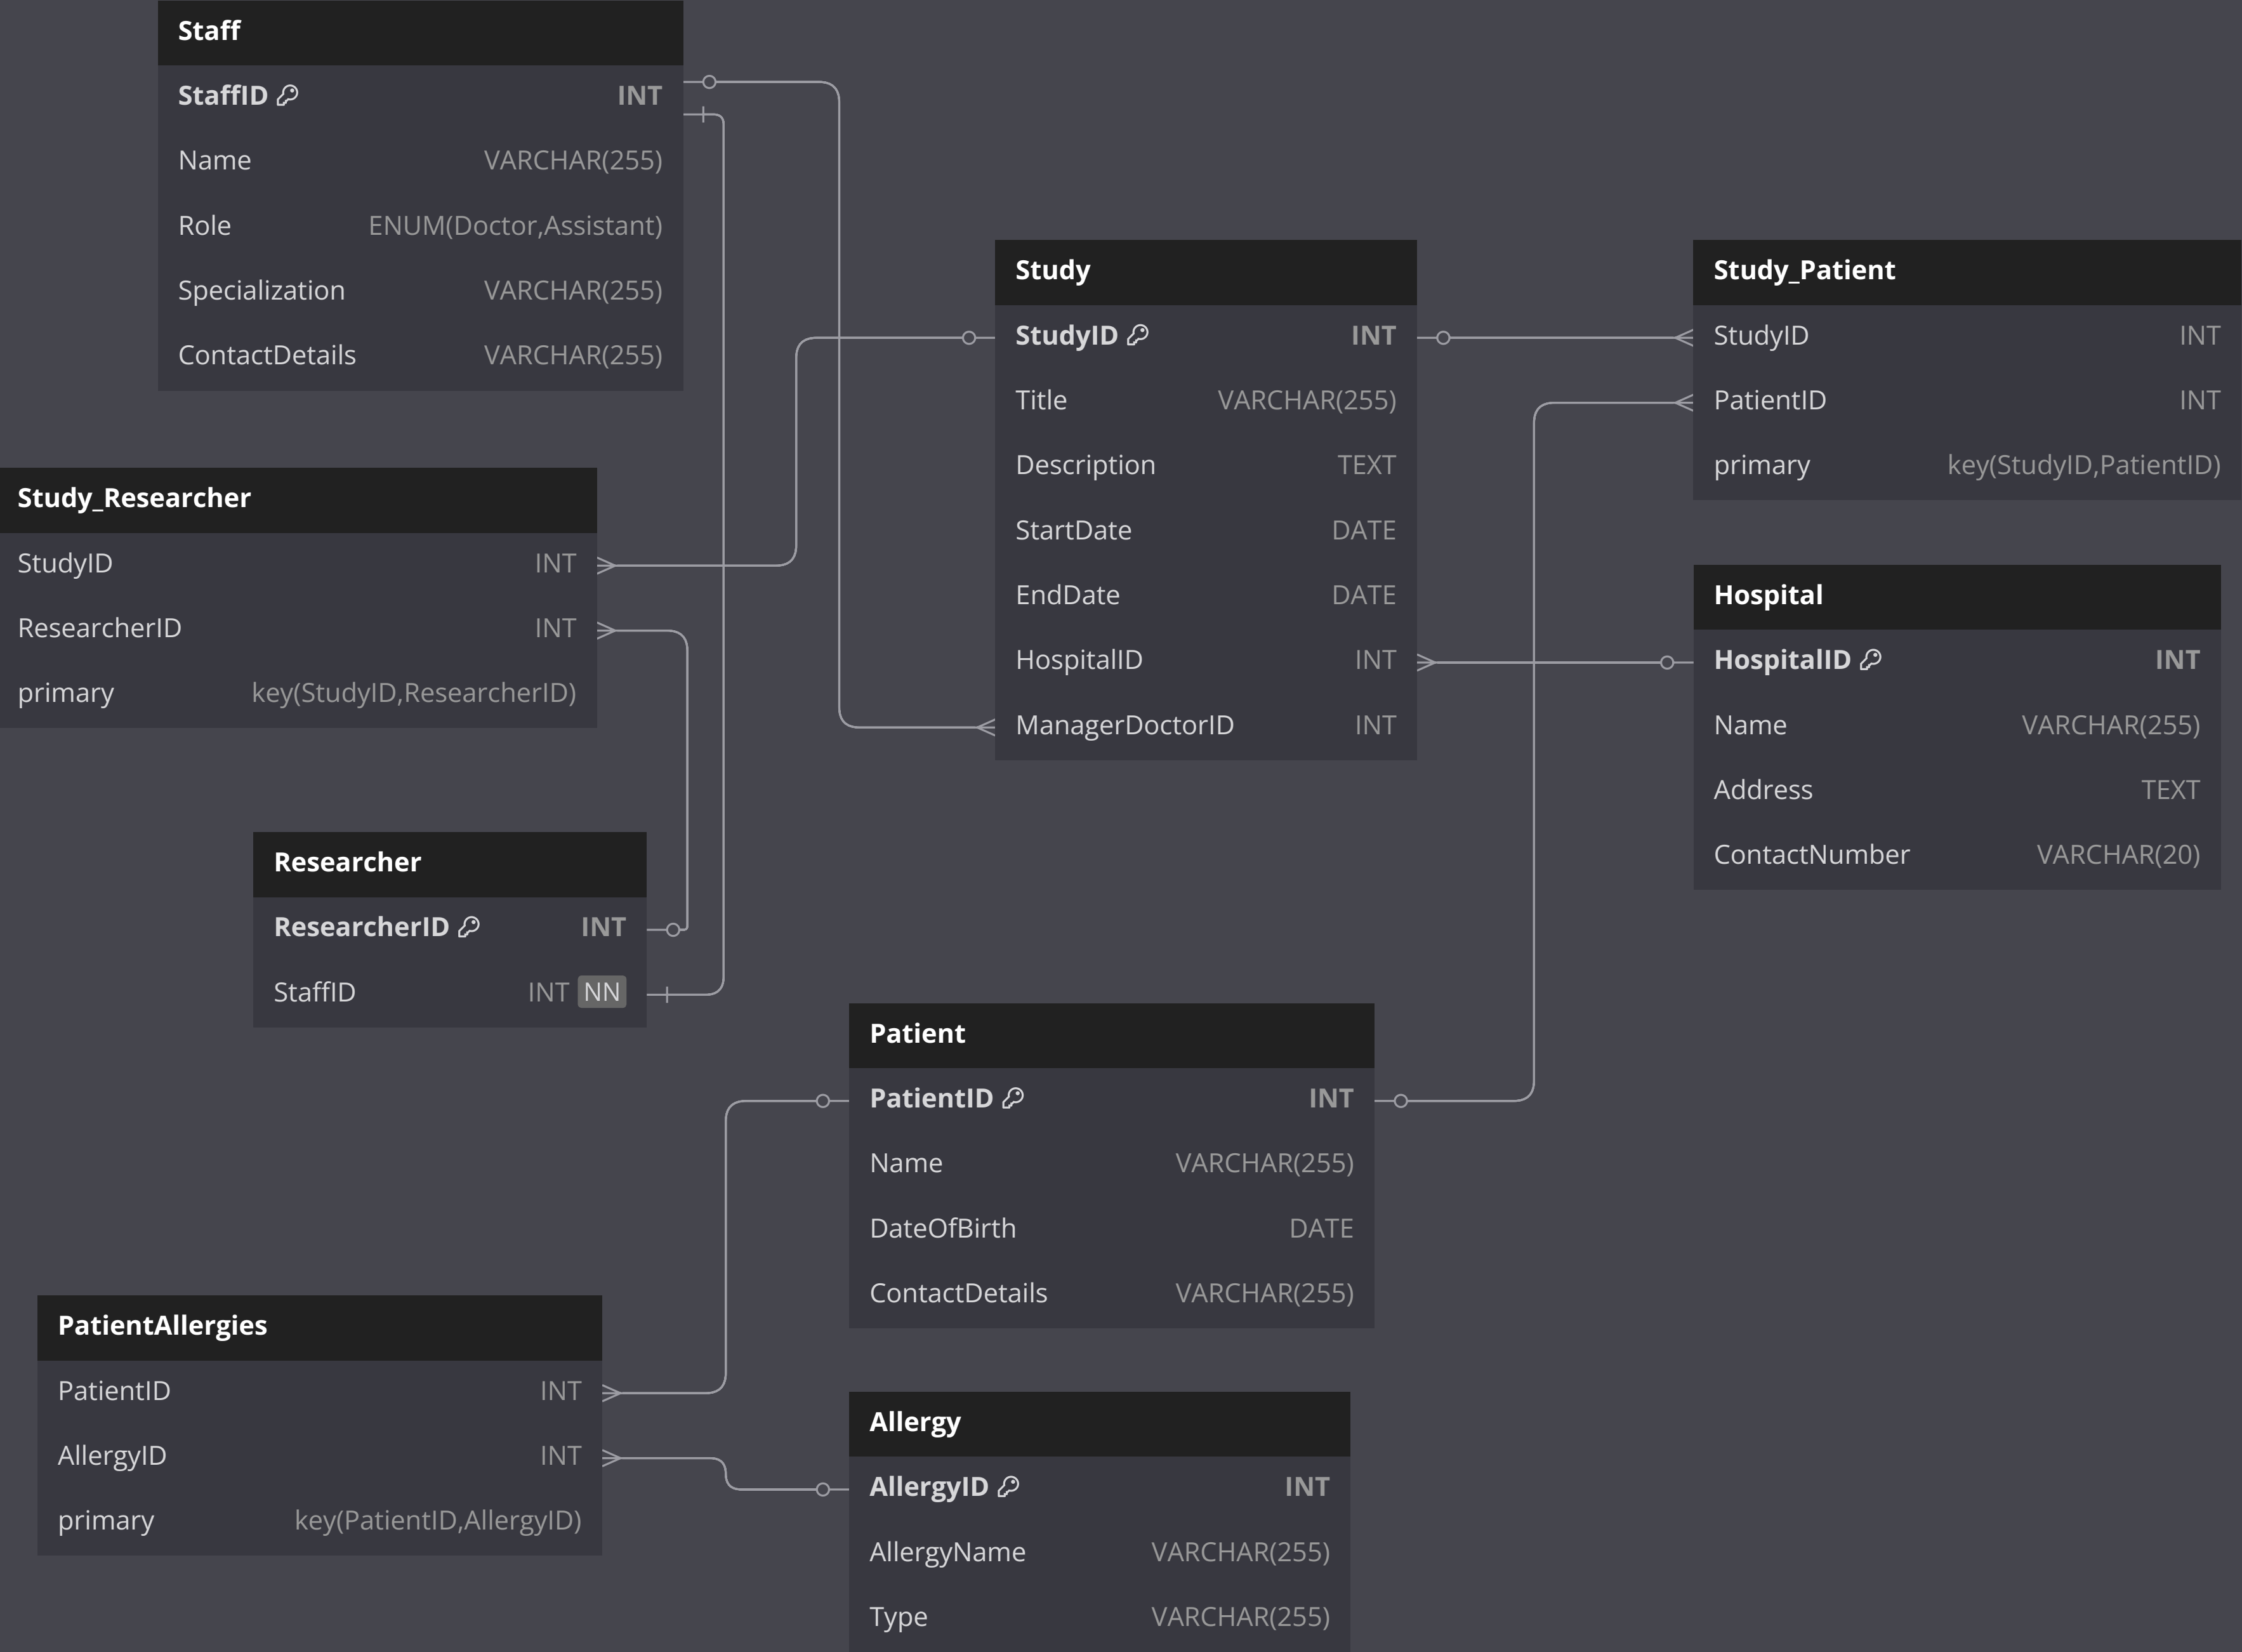 Staff
StaffID INT
Name VARCHAR(255)
Role ENUM(Doctor,Assistant)
Specialization VARCHAR(255)
ContactDetails VARCHAR(255)
Study
StudyID INT
Title VARCHAR(255)
Description TEXT
StartDate DATE
EndDate DATE
HospitalID INT
ManagerDoctorID INT
Study_Patient
StudyID INT
PatientID INT
primary key(StudyID,PatientID)
Study_Researcher
StudyID INT
ResearcherID INT
primary key(StudyID,ResearcherID)
Hospital
HospitalID INT
Name VARCHAR(255)
Address TEXT
ContactNumber VARCHAR(20)
Researcher
ResearcherID INT
StaffID INT NN
Patient
PatientID INT
Name VARCHAR(255)
DateOfBirth DATE
ContactDetails VARCHAR(255)
PatientAllergies
PatientID INT
AllergyID INT
primary key(PatientID,AllergyID)
Allergy
AllergyID INT
AllergyName VARCHAR(255)
Type VARCHAR(255)